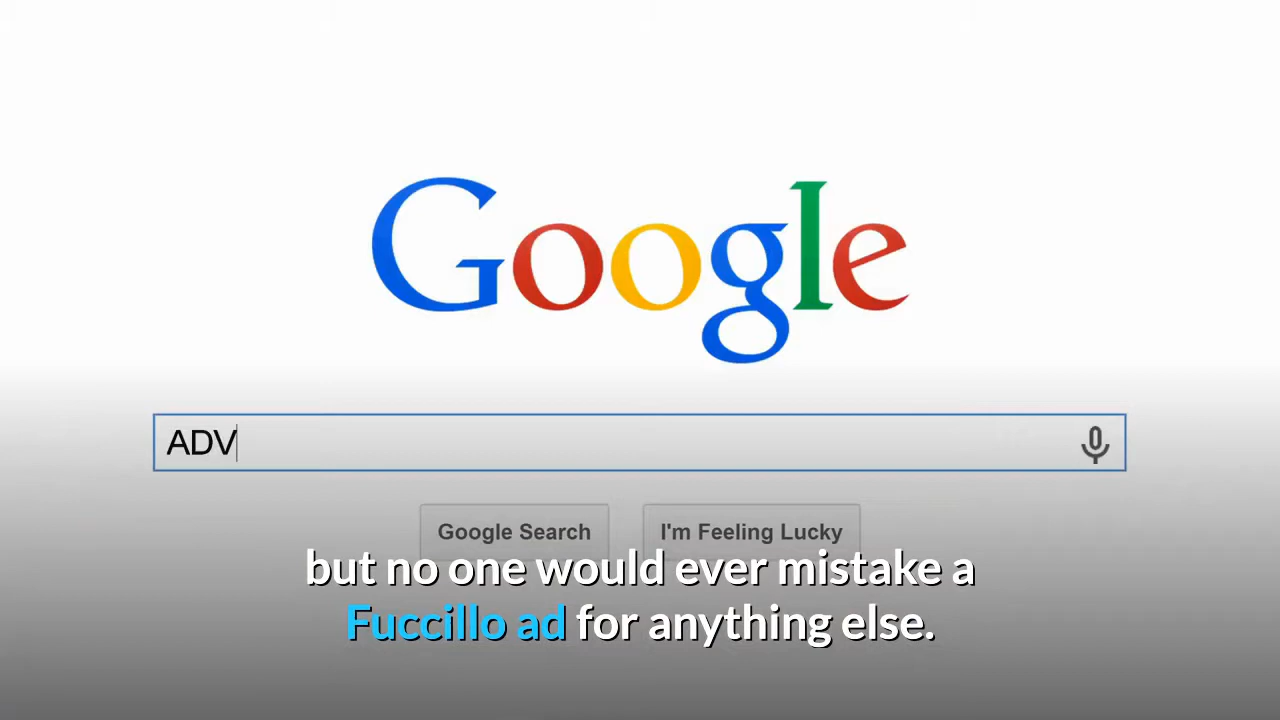 Google
ADV
Google Search
I'm Feeling Lucky
but no one would ever mistake a
Fuccillo ad for anything else.